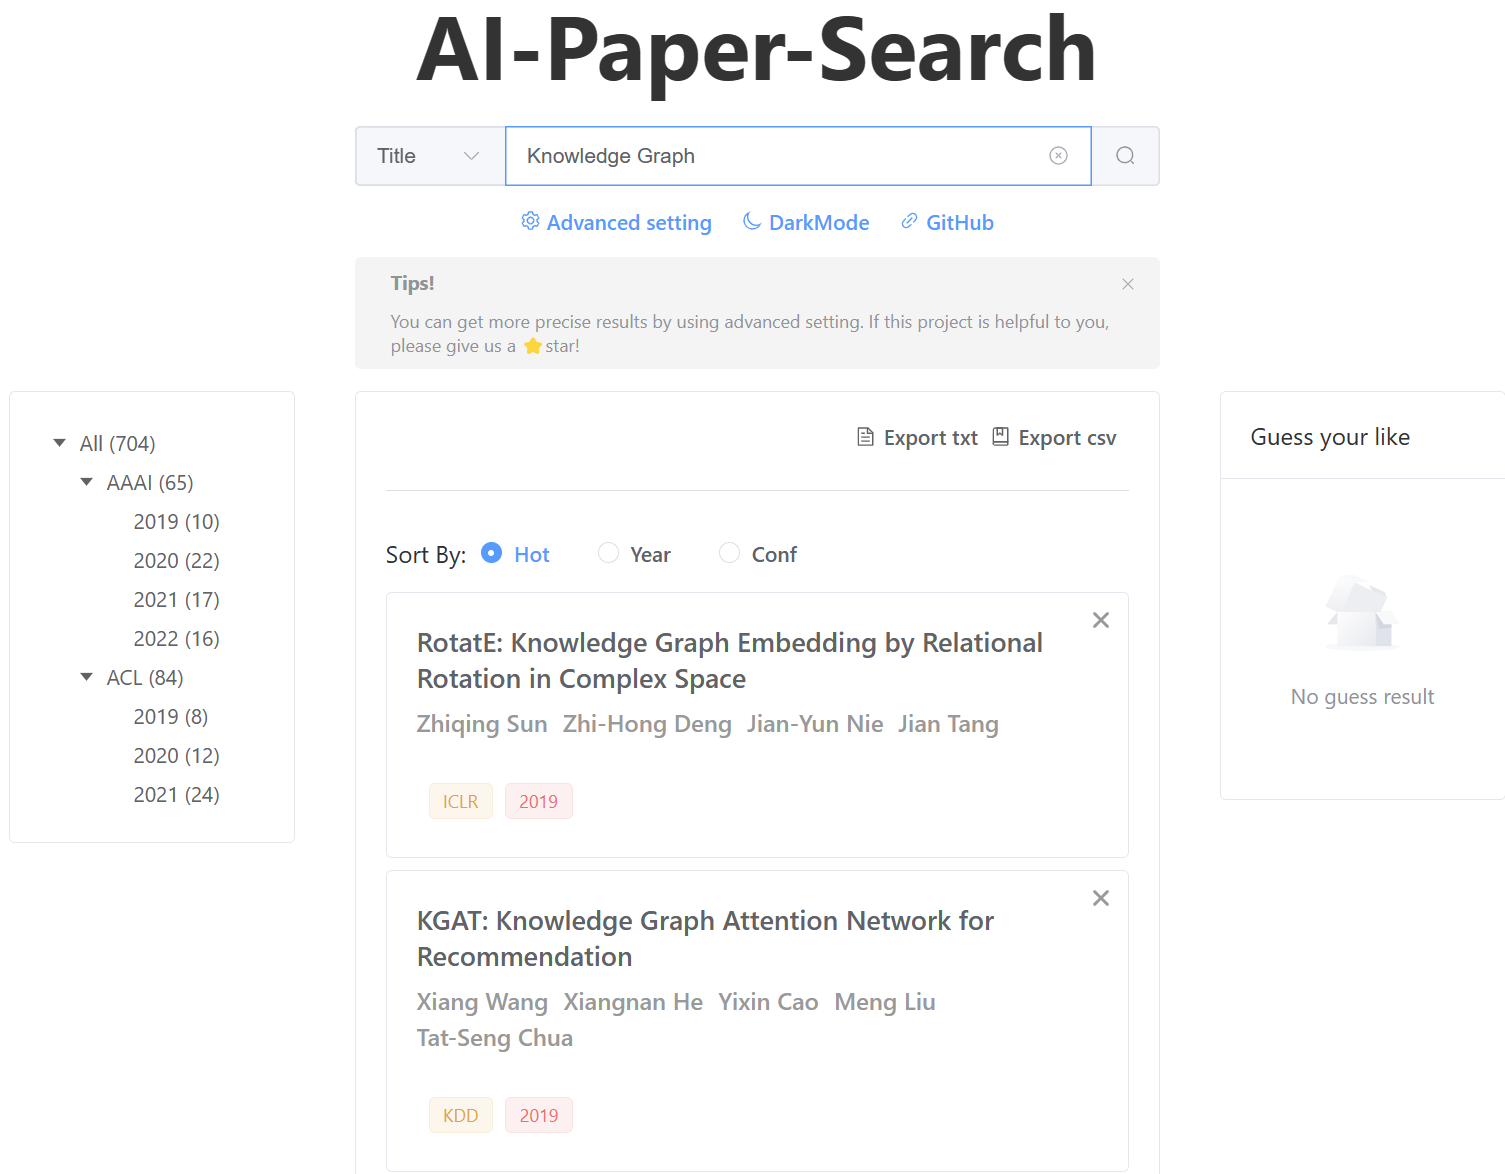 AI-Paper-Search
Title
Knowledge Graph
Advanced setting
DarkMode
GitHub
Tips!
You can get more precise results by using advanced setting. If this project is helpful to you,
please give us a ⭐star!
All (704)
AAAI (65)
2019 (10)
2020 (22)
2021 (17)
2022 (16)
ACL (84)
2019 (8)
2020 (12)
2021 (24)
Export txt
Export csv
Sort By:
Hot
Year
Conf
RotatE: Knowledge Graph Embedding by Relational
Rotation in Complex Space
Zhiqing Sun Zhi-Hong Deng Jian-Yun Nie Jian Tang
ICLR
2019
KGAT: Knowledge Graph Attention Network for
Recommendation
Xiang Wang Xiangnan He Yixin Cao Meng Liu
Tat-Seng Chua
KDD
2019
Guess your like
No guess result